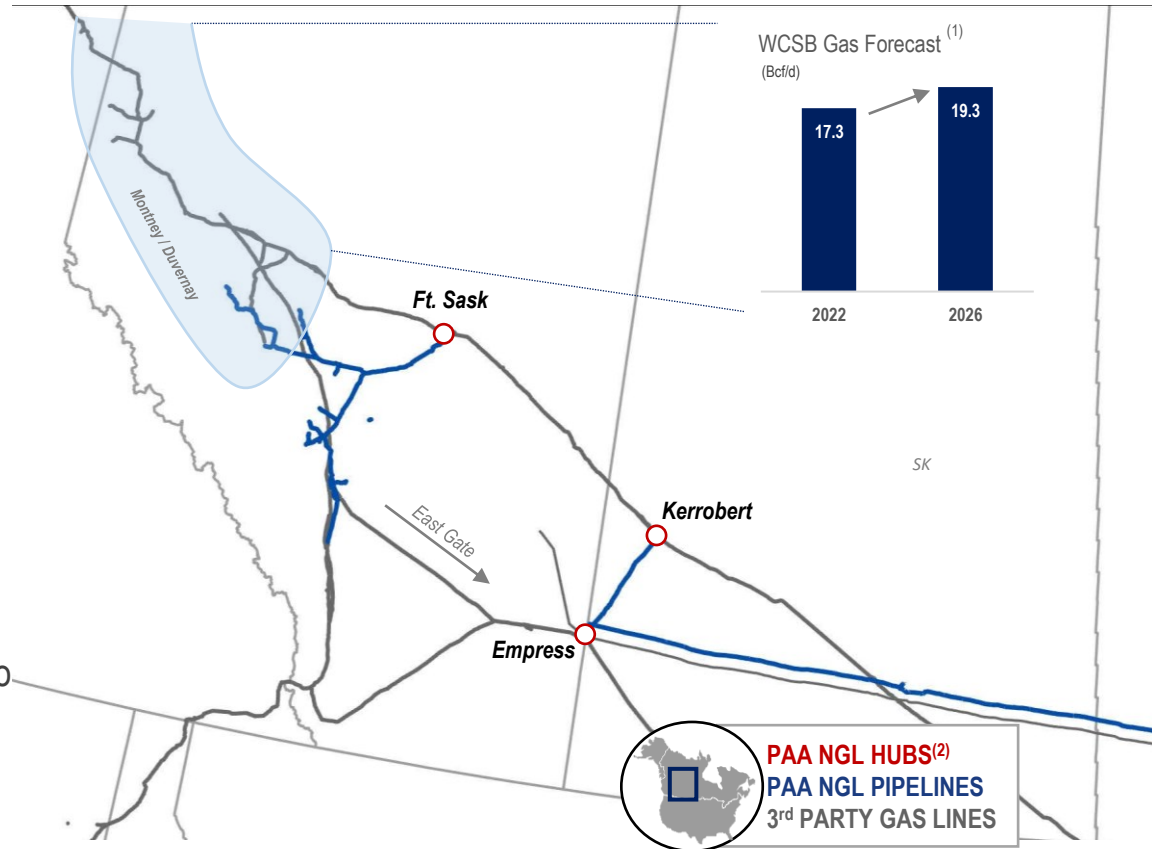 WCSB Gas Forecast (1)
(Bcf/d)
17.3
19.3
2022
2026
Montney / Duvernay
Ft. Sask
SK
Kerrobert
East Gate
Empress
PAA NGL HUBS(2)
PAA NGL PIPELINES
3rd PARTY GAS LINES